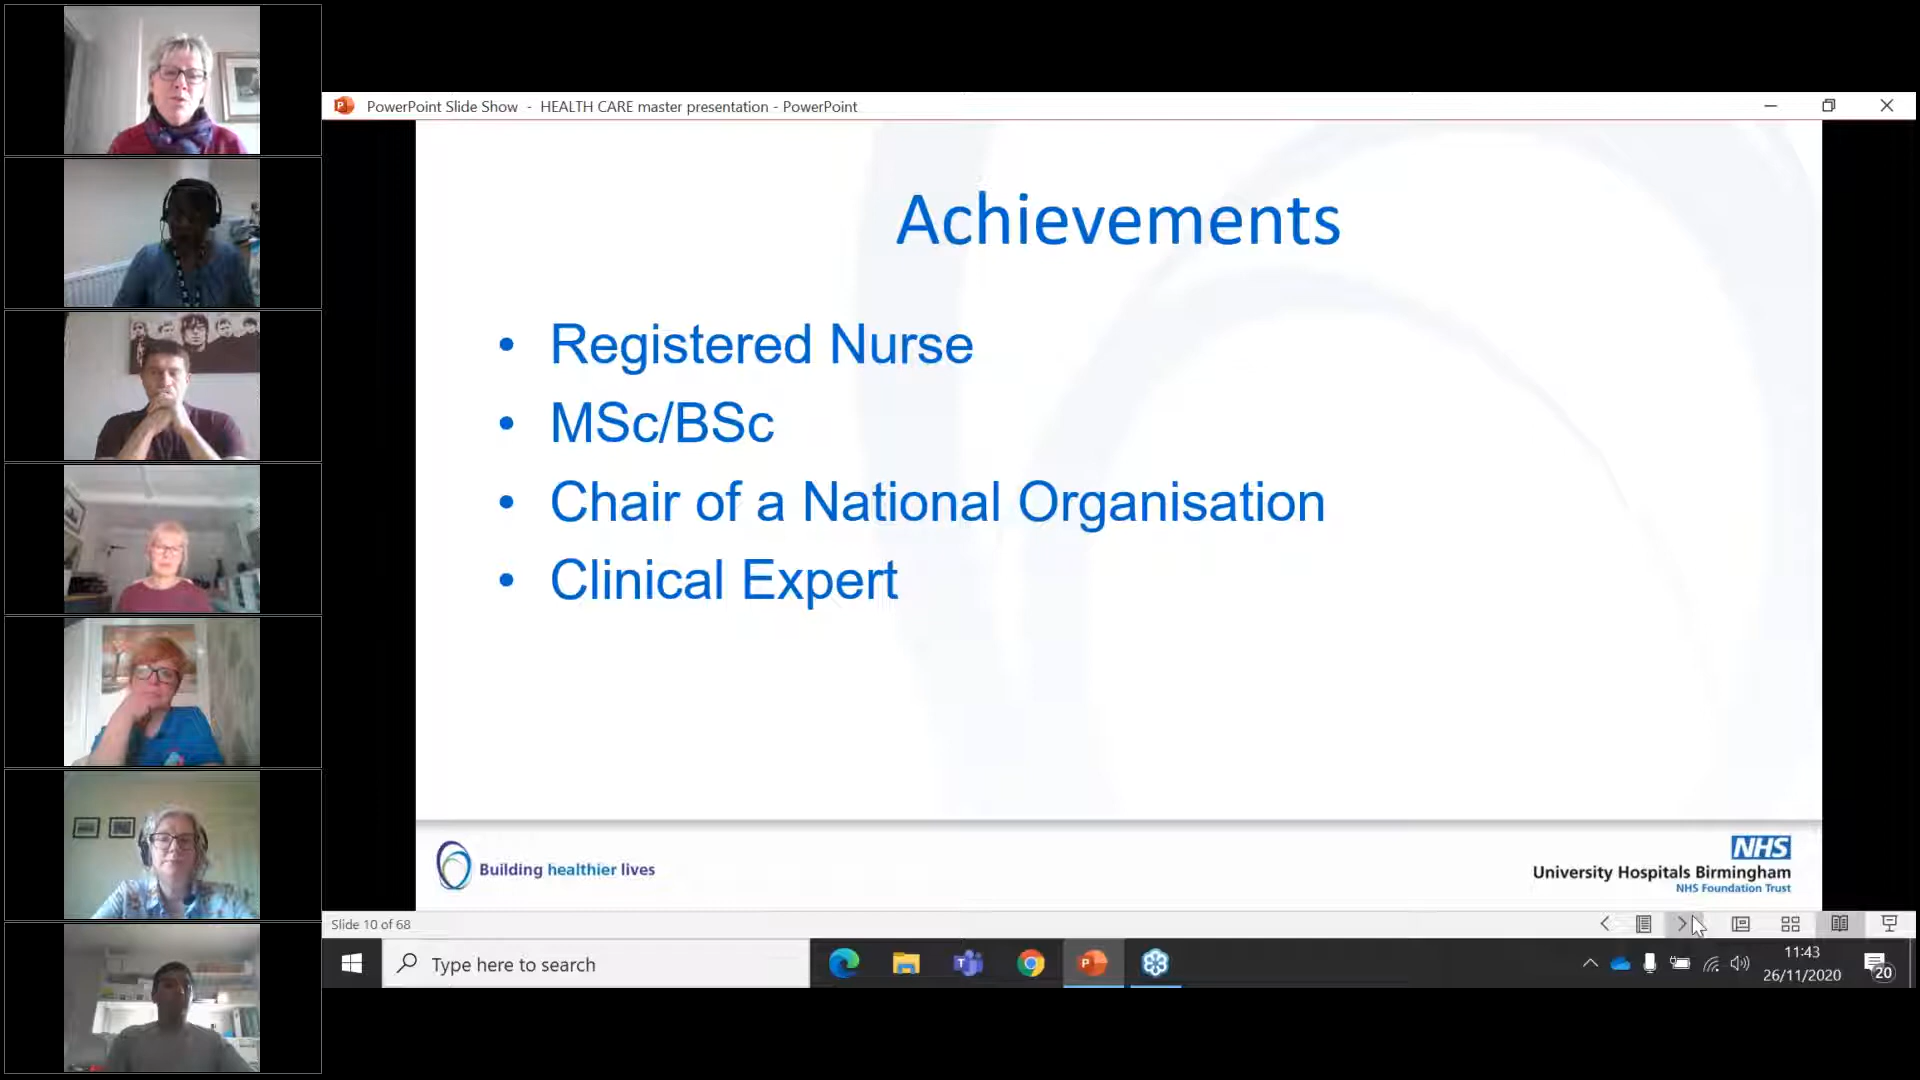 PowerPoint Slide Show - HEALTH CARE master presentation - PowerPoint
Achievements
• Registered Nurse
• MSc/BSc
• Chair of a National Organisation
• Clinical Expert
Building healthier lives
NHS
University Hospitals Birmingham
NHS Foundation Trust
Slide 10 of 68
Type here to search
11:43
26/11/2020
20